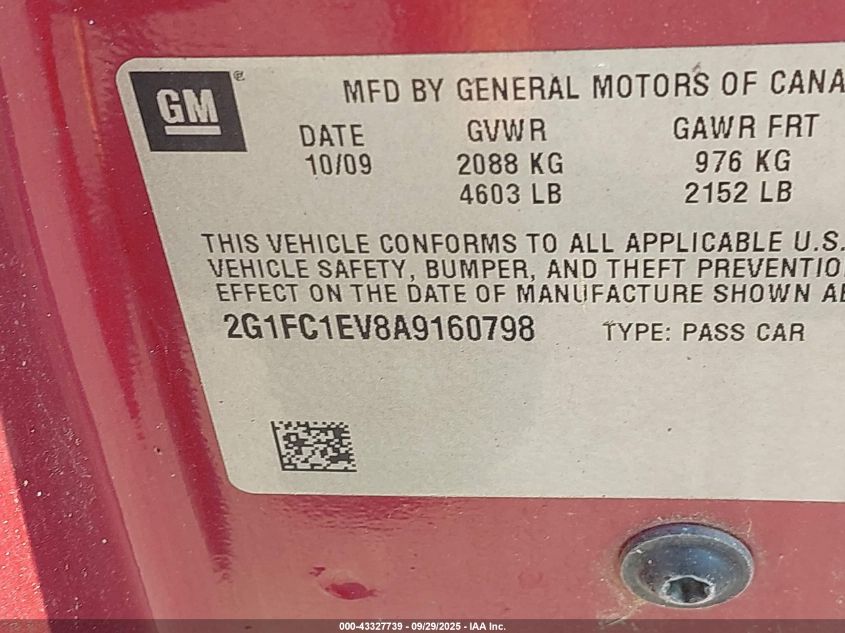 GM®
MFD BY GENERAL MOTORS OF CANA
DATE GVWR GAWR FRT
10/09 2088 KG 976 KG
4603 LB 2152 LB
THIS VEHICLE CONFORMS TO ALL APPLICABLE U.S.
VEHICLE SAFETY, BUMPER, AND THEFT PREVENTIO
EFFECT ON THE DATE OF MANUFACTURE SHOWN AB
2G1FC1EV8A9160798 TYPE: PASS CAR
000-43327739 - 09/29/2025 - IAA Inc.